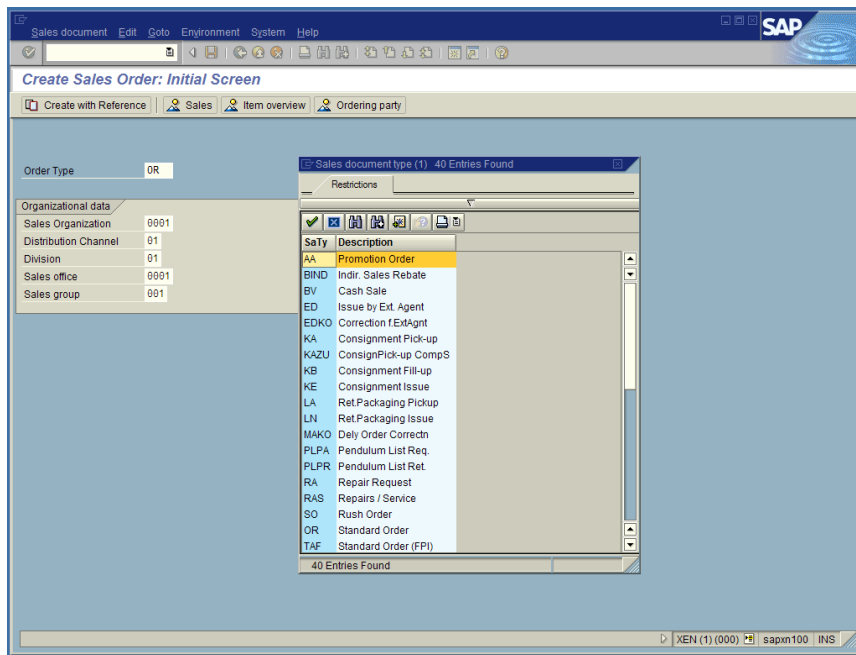 Sales document Edit Goto Environment System Help
SAP
Create Sales Order: Initial Screen
Create with Reference Sales Item overview Ordering party
Order Type OR
Organizational data
Sales Organization 0001
Distribution Channel 01
Division 01
Sales office 0001
Sales group 001
Sales document type (1) 40 Entries Found
Restrictions
SaTy Description
AA Promotion Order
BIND Indir. Sales Rebate
BV Cash Sale
ED Issue by Ext. Agent
EDKO Correction f.ExtAgnt
KA Consignment Pick-up
KAZU ConsignPick-up CompS
KB Consignment Fill-up
KE Consignment Issue
LA Ret.Packaging Pickup
LN Ret.Packaging Issue
MAKO Dely Order Correctn
PLPA Pendulum List Req.
PLPR Pendulum List Ret.
RA Repair Request
RAS Repairs / Service
SO Rush Order
OR Standard Order
TAF Standard Order (FPI)
40 Entries Found
XEN (1) (000) sapxn100 INS